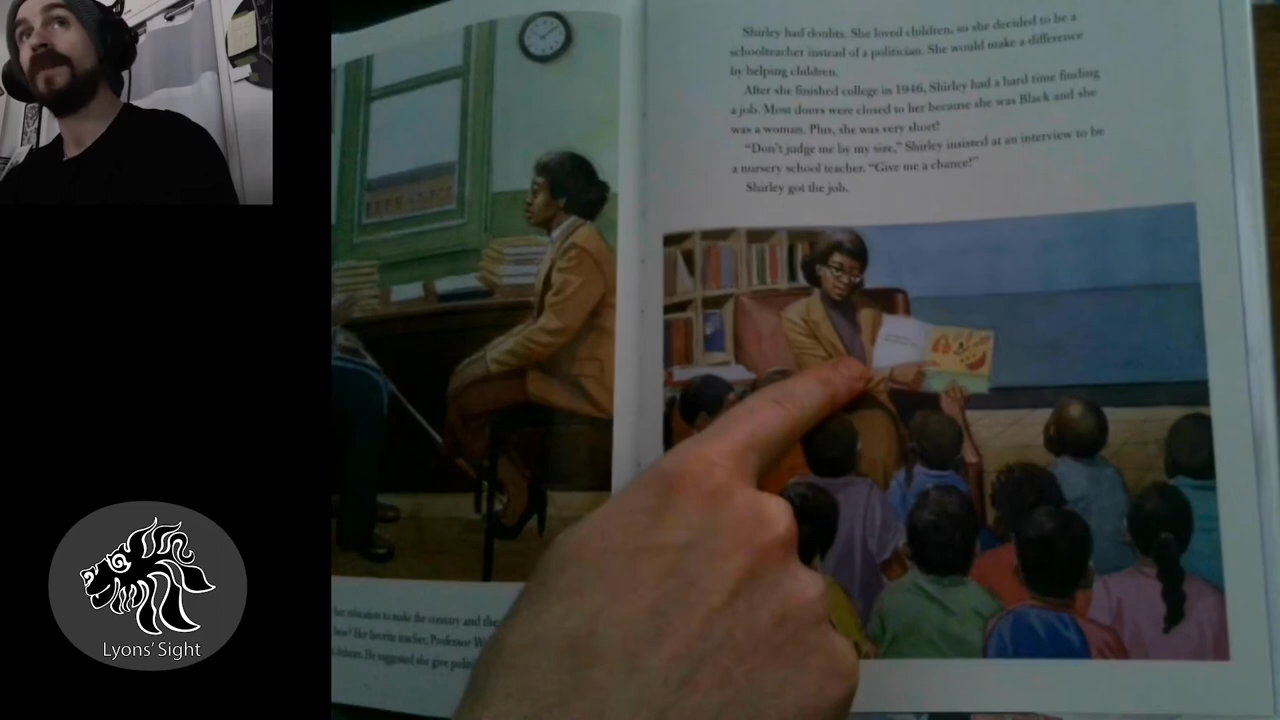 Shirley had doubts. She loved children, so she decided to be a
schoolteacher instead of a politician. She would make a difference
by helping children.
After she finished college in 1946, Shirley had a hard time finding
a job. Most doors were closed to her because she was Black and she
was a woman. Plus, she was very short!
“Don’t judge me by my size,” Shirley insisted at an interview to be
a nursery school teacher. “Give me a chance!”
Shirley got the job.
her education to make the country and the
how? Her favorite teacher, Professor W
He suggested she give polit
Lyons’ Sight